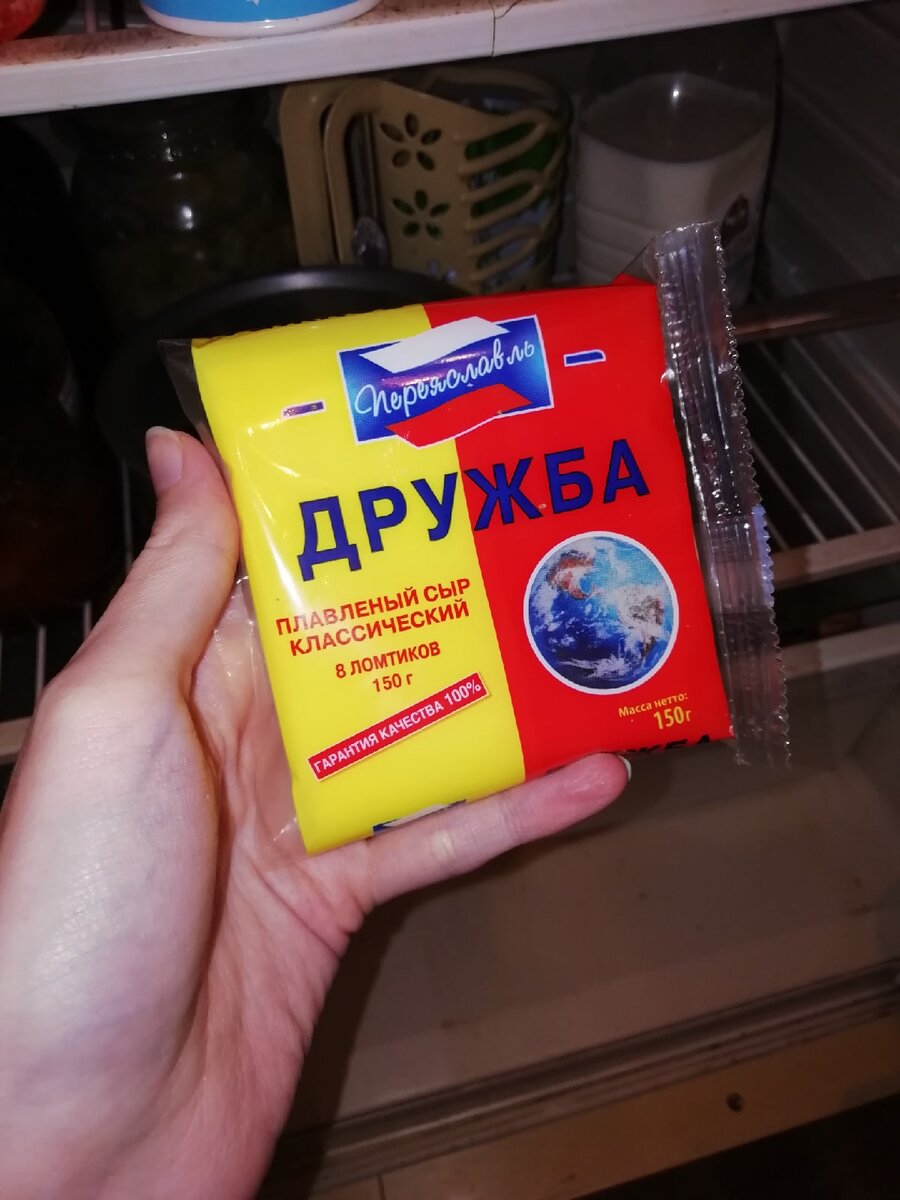 Переяславль
ДРУЖБА
ПЛАВЛЕНЫЙ СЫР
КЛАССИЧЕСКИЙ
8 ЛОМТИКОВ
150 г
ГАРАНТИЯ КАЧЕСТВА 100%
Масса нетто:
150г